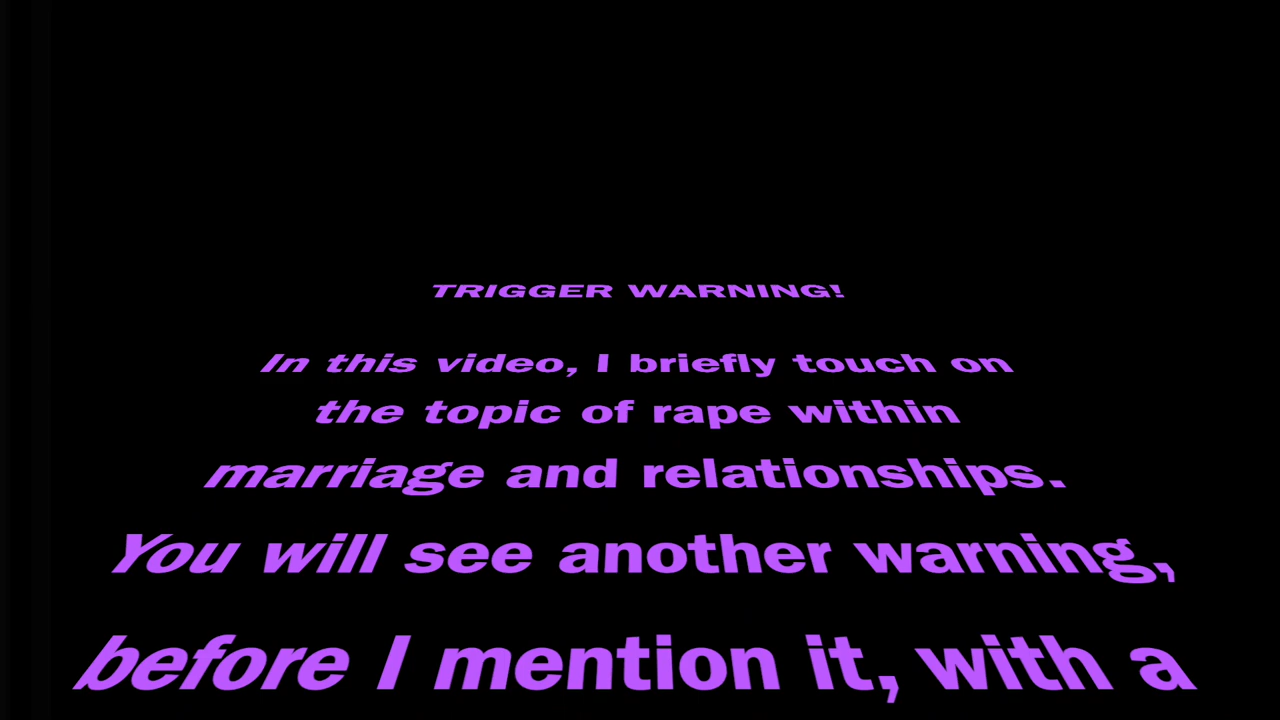 TRIGGER WARNING!
In this video, I briefly touch on
the topic of rape within
marriage and relationships.
You will see another warning,
before I mention it, with a